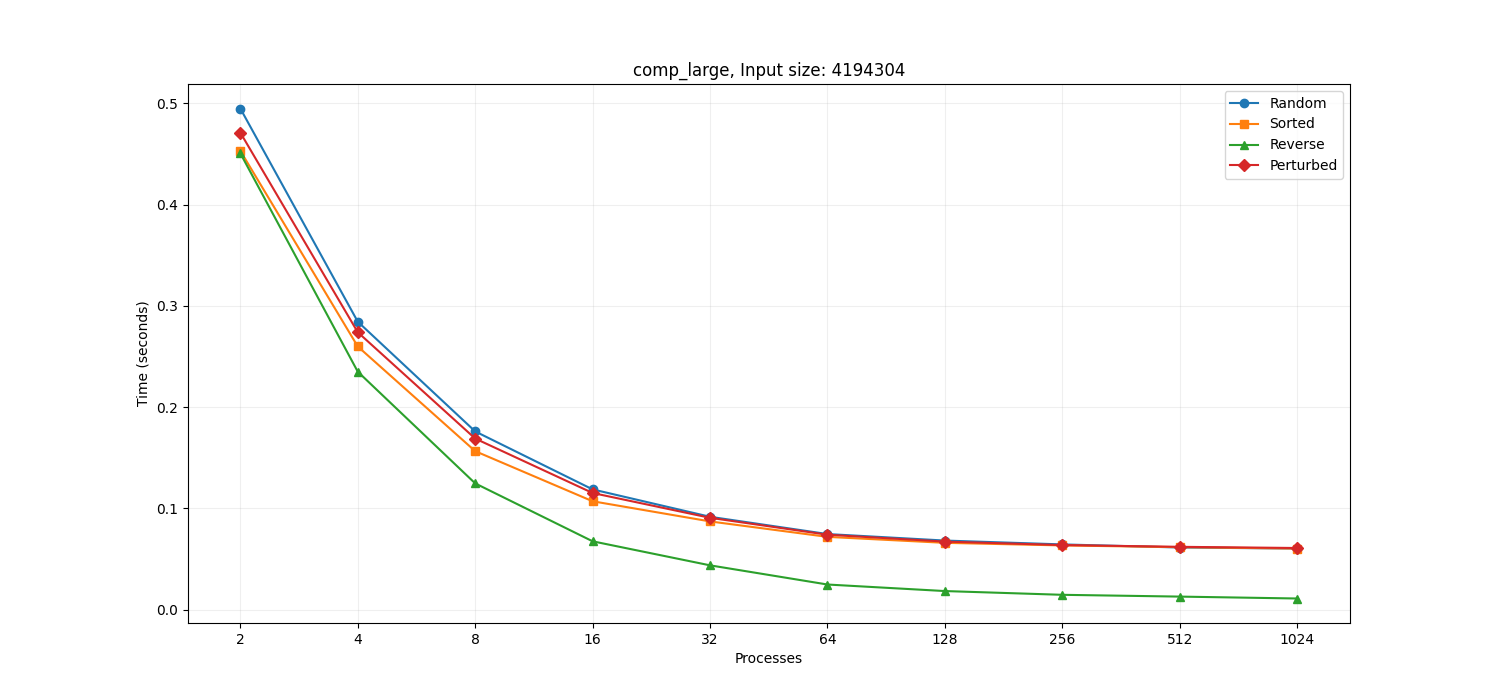 comp_large, Input size: 4194304
Random
Sorted
Reverse
Perturbed
Time (seconds)
0.5
0.4
0.3
0.2
0.1
0.0
2 4 8 16 32 64 128 256 512 1024
Processes